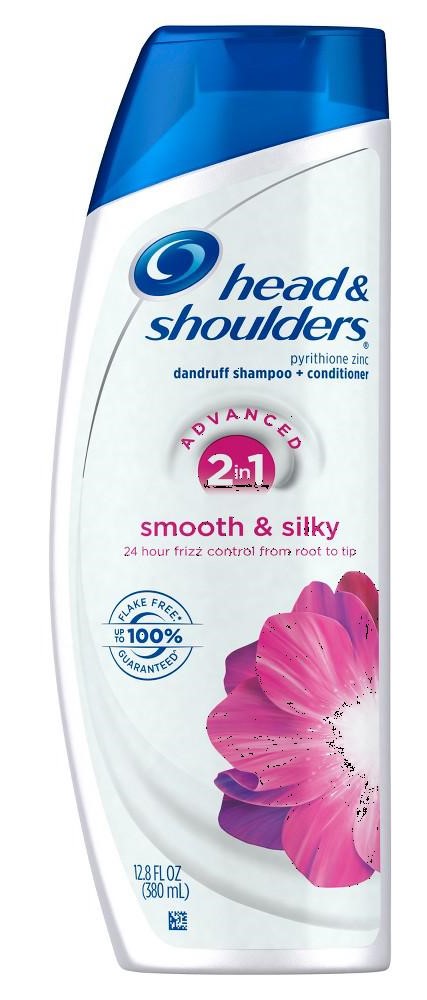 head &
shoulders®
pyrithione zinc
dandruff shampoo + conditioner
ADVANCED
2in1
smooth & silky
24 hour frizz control from root to tip
FLAKE FREE*
UP TO 100%
GUARANTEED
12.8 FL OZ
(380 mL)